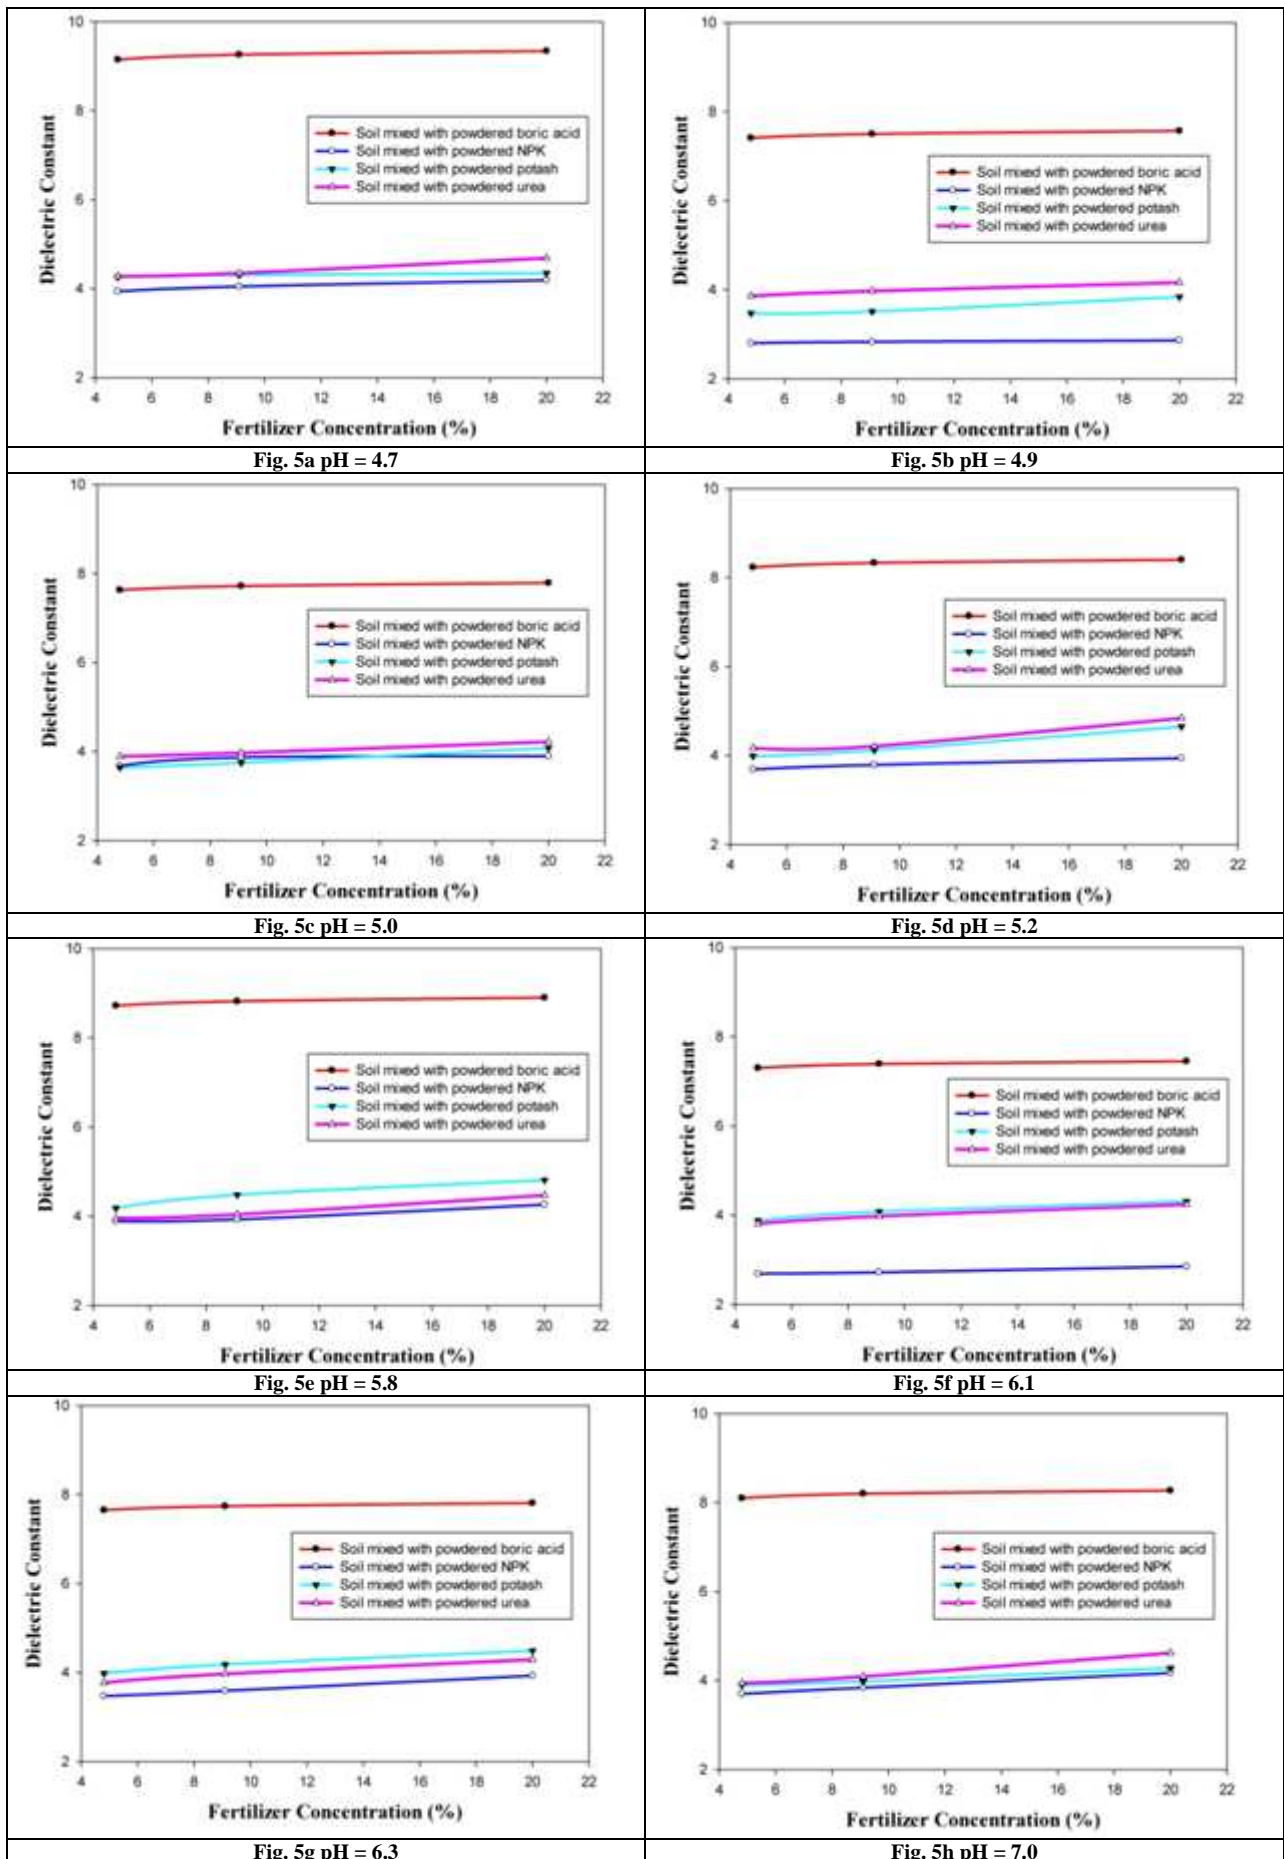 10
8
6
4
2
Dielectric Constant
Soil mixed with powdered boric acid
Soil mixed with powdered NPK
Soil mixed with powdered potash
Soil mixed with powdered urea
4 6 8 10 12 14 16 18 20 22
Fertilizer Concentration (%)
Fig. 5a pH = 4.7
10
8
6
4
2
Dielectric Constant
Soil mixed with powdered boric acid
Soil mixed with powdered NPK
Soil mixed with powdered potash
Soil mixed with powdered urea
4 6 8 10 12 14 16 18 20 22
Fertilizer Concentration (%)
Fig. 5b pH = 4.9
10
8
6
4
2
Dielectric Constant
Soil mixed with powdered boric acid
Soil mixed with powdered NPK
Soil mixed with powdered potash
Soil mixed with powdered urea
4 6 8 10 12 14 16 18 20 22
Fertilizer Concentration (%)
Fig. 5c pH = 5.0
10
8
6
4
2
Dielectric Constant
Soil mixed with powdered boric acid
Soil mixed with powdered NPK
Soil mixed with powdered potash
Soil mixed with powdered urea
4 6 8 10 12 14 16 18 20 22
Fertilizer Concentration (%)
Fig. 5d pH = 5.2
10
8
6
4
2
Dielectric Constant
Soil mixed with powdered boric acid
Soil mixed with powdered NPK
Soil mixed with powdered potash
Soil mixed with powdered urea
4 6 8 10 12 14 16 18 20 22
Fertilizer Concentration (%)
Fig. 5e pH = 5.8
10
8
6
4
2
Dielectric Constant
Soil mixed with powdered boric acid
Soil mixed with powdered NPK
Soil mixed with powdered potash
Soil mixed with powdered urea
4 6 8 10 12 14 16 18 20 22
Fertilizer Concentration (%)
Fig. 5f pH = 6.1
10
8
6
4
2
Dielectric Constant
Soil mixed with powdered boric acid
Soil mixed with powdered NPK
Soil mixed with powdered potash
Soil mixed with powdered urea
4 6 8 10 12 14 16 18 20 22
Fertilizer Concentration (%)
Fig. 5g pH = 6.3
10
8
6
4
2
Dielectric Constant
Soil mixed with powdered boric acid
Soil mixed with powdered NPK
Soil mixed with powdered potash
Soil mixed with powdered urea
4 6 8 10 12 14 16 18 20 22
Fertilizer Concentration (%)
Fig. 5h pH = 7.0